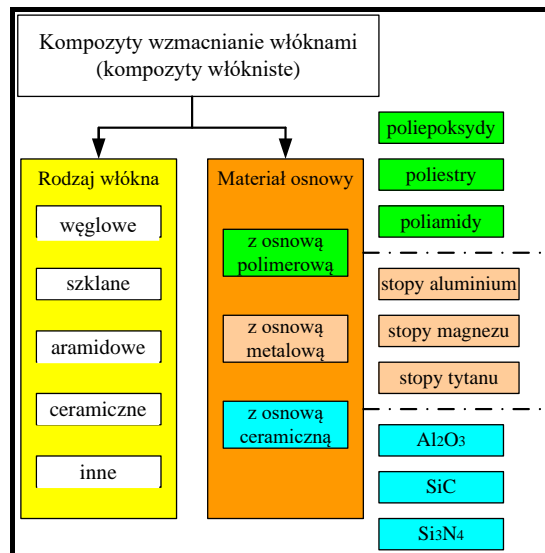 Kompozyty wzmacnianie włóknami
(kompozyty włókniste)
Rodzaj włókna
węglowe
szklane
aramidowe
ceramiczne
inne
Materiał osnowy
z osnową
polimerową
z osnową
metalową
z osnową
ceramiczną
poliepoksydy
poliestry
poliamidy
stopy aluminium
stopy magnezu
stopy tytanu
Al2O3
SiC
Si3N4